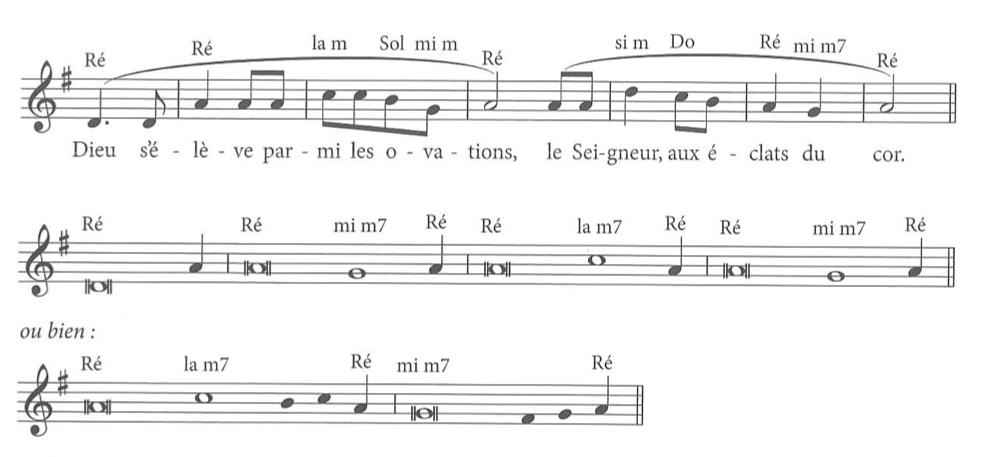 Ré Ré la m Sol mi m Ré si m Do Ré mi m7 Ré
Dieu s'é - lè - ve par - mi les o - va - tions, le Sei-gneur, aux é - clats du cor.
Ré Ré mi m7 Ré Ré la m7 Ré Ré mi m7 Ré
ou bien :
Ré la m7 Ré mi m7 Ré